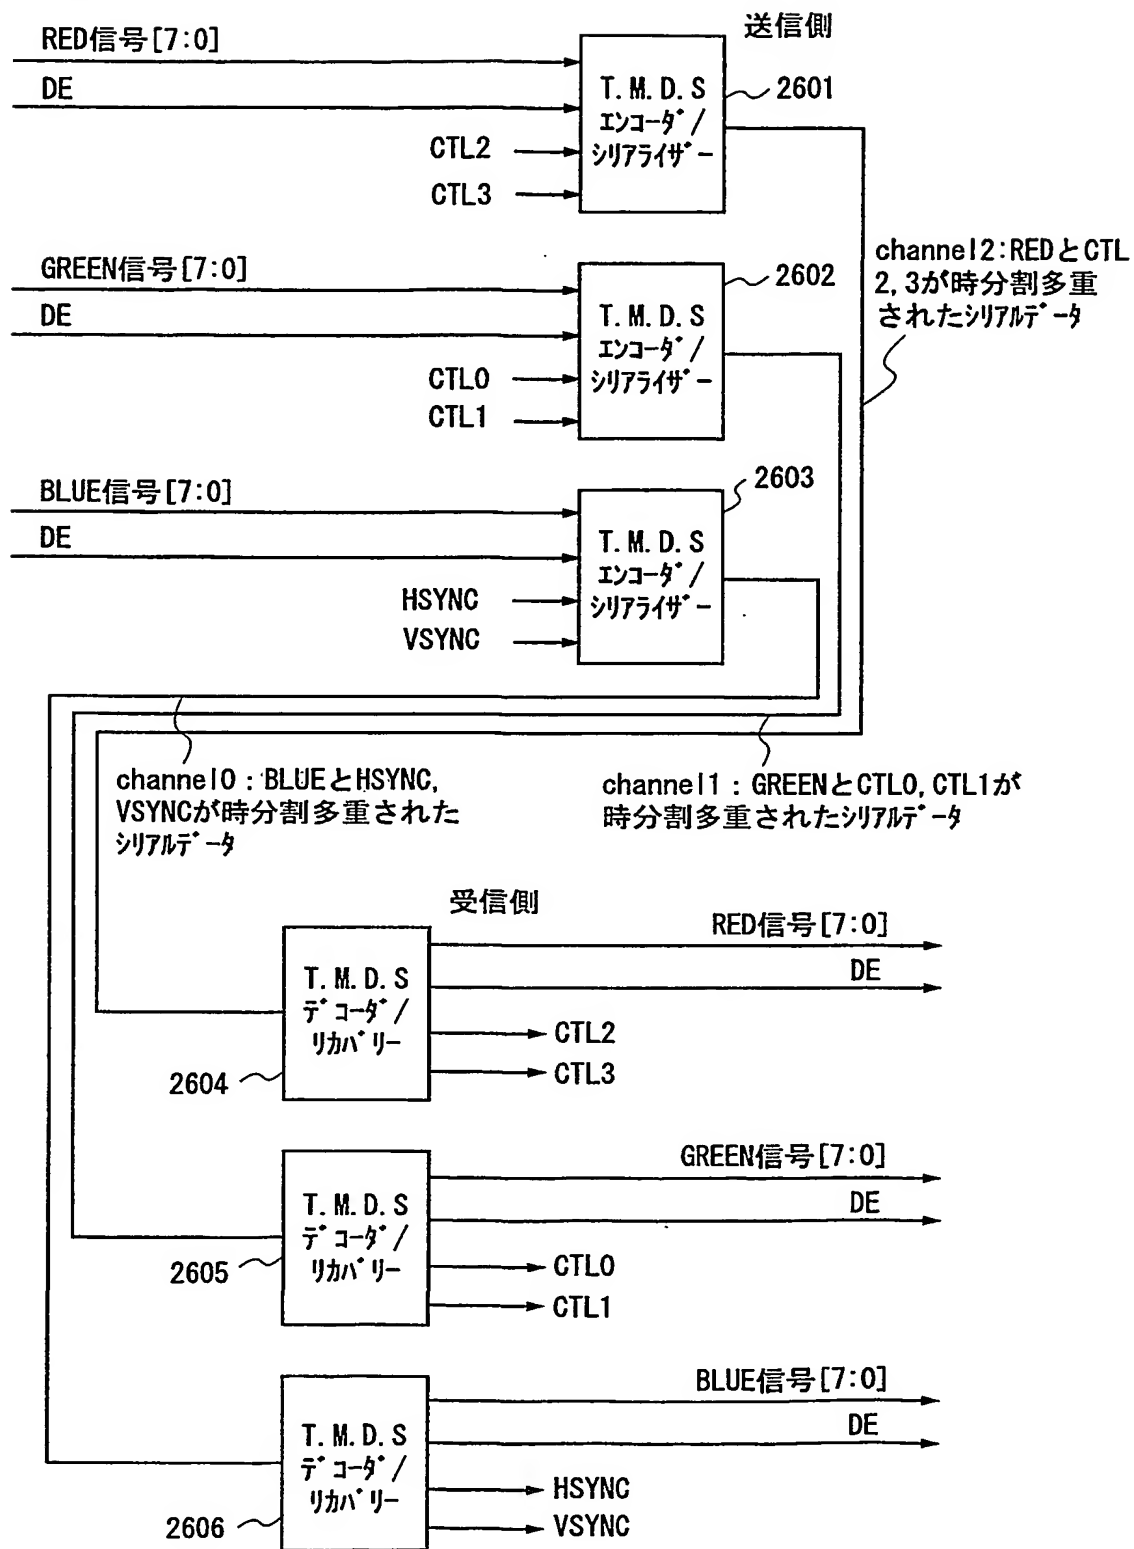 送信側
RED信号[7:0]
DE
CTL2
CTL3
T.M.D.S
エンコーダ/
シリアライザー
2601
GREEN信号[7:0]
DE
CTL0
CTL1
T.M.D.S
エンコーダ/
シリアライザー
2602
channel2:REDとCTL
2,3が時分割多重
されたシリアルデータ
BLUE信号[7:0]
DE
HSYNC
VSYNC
T.M.D.S
エンコーダ/
シリアライザー
2603
channel0:BLUEとHSYNC,
VSYNCが時分割多重された
シリアルデータ
channel1:GREENとCTL0,CTL1が
時分割多重されたシリアルデータ
受信側
T.M.D.S
デコーダ/
リカバリー
2604
RED信号[7:0]
DE
CTL2
CTL3
T.M.D.S
デコーダ/
リカバリー
2605
GREEN信号[7:0]
DE
CTL0
CTL1
T.M.D.S
デコーダ/
リカバリー
2606
BLUE信号[7:0]
DE
HSYNC
VSYNC